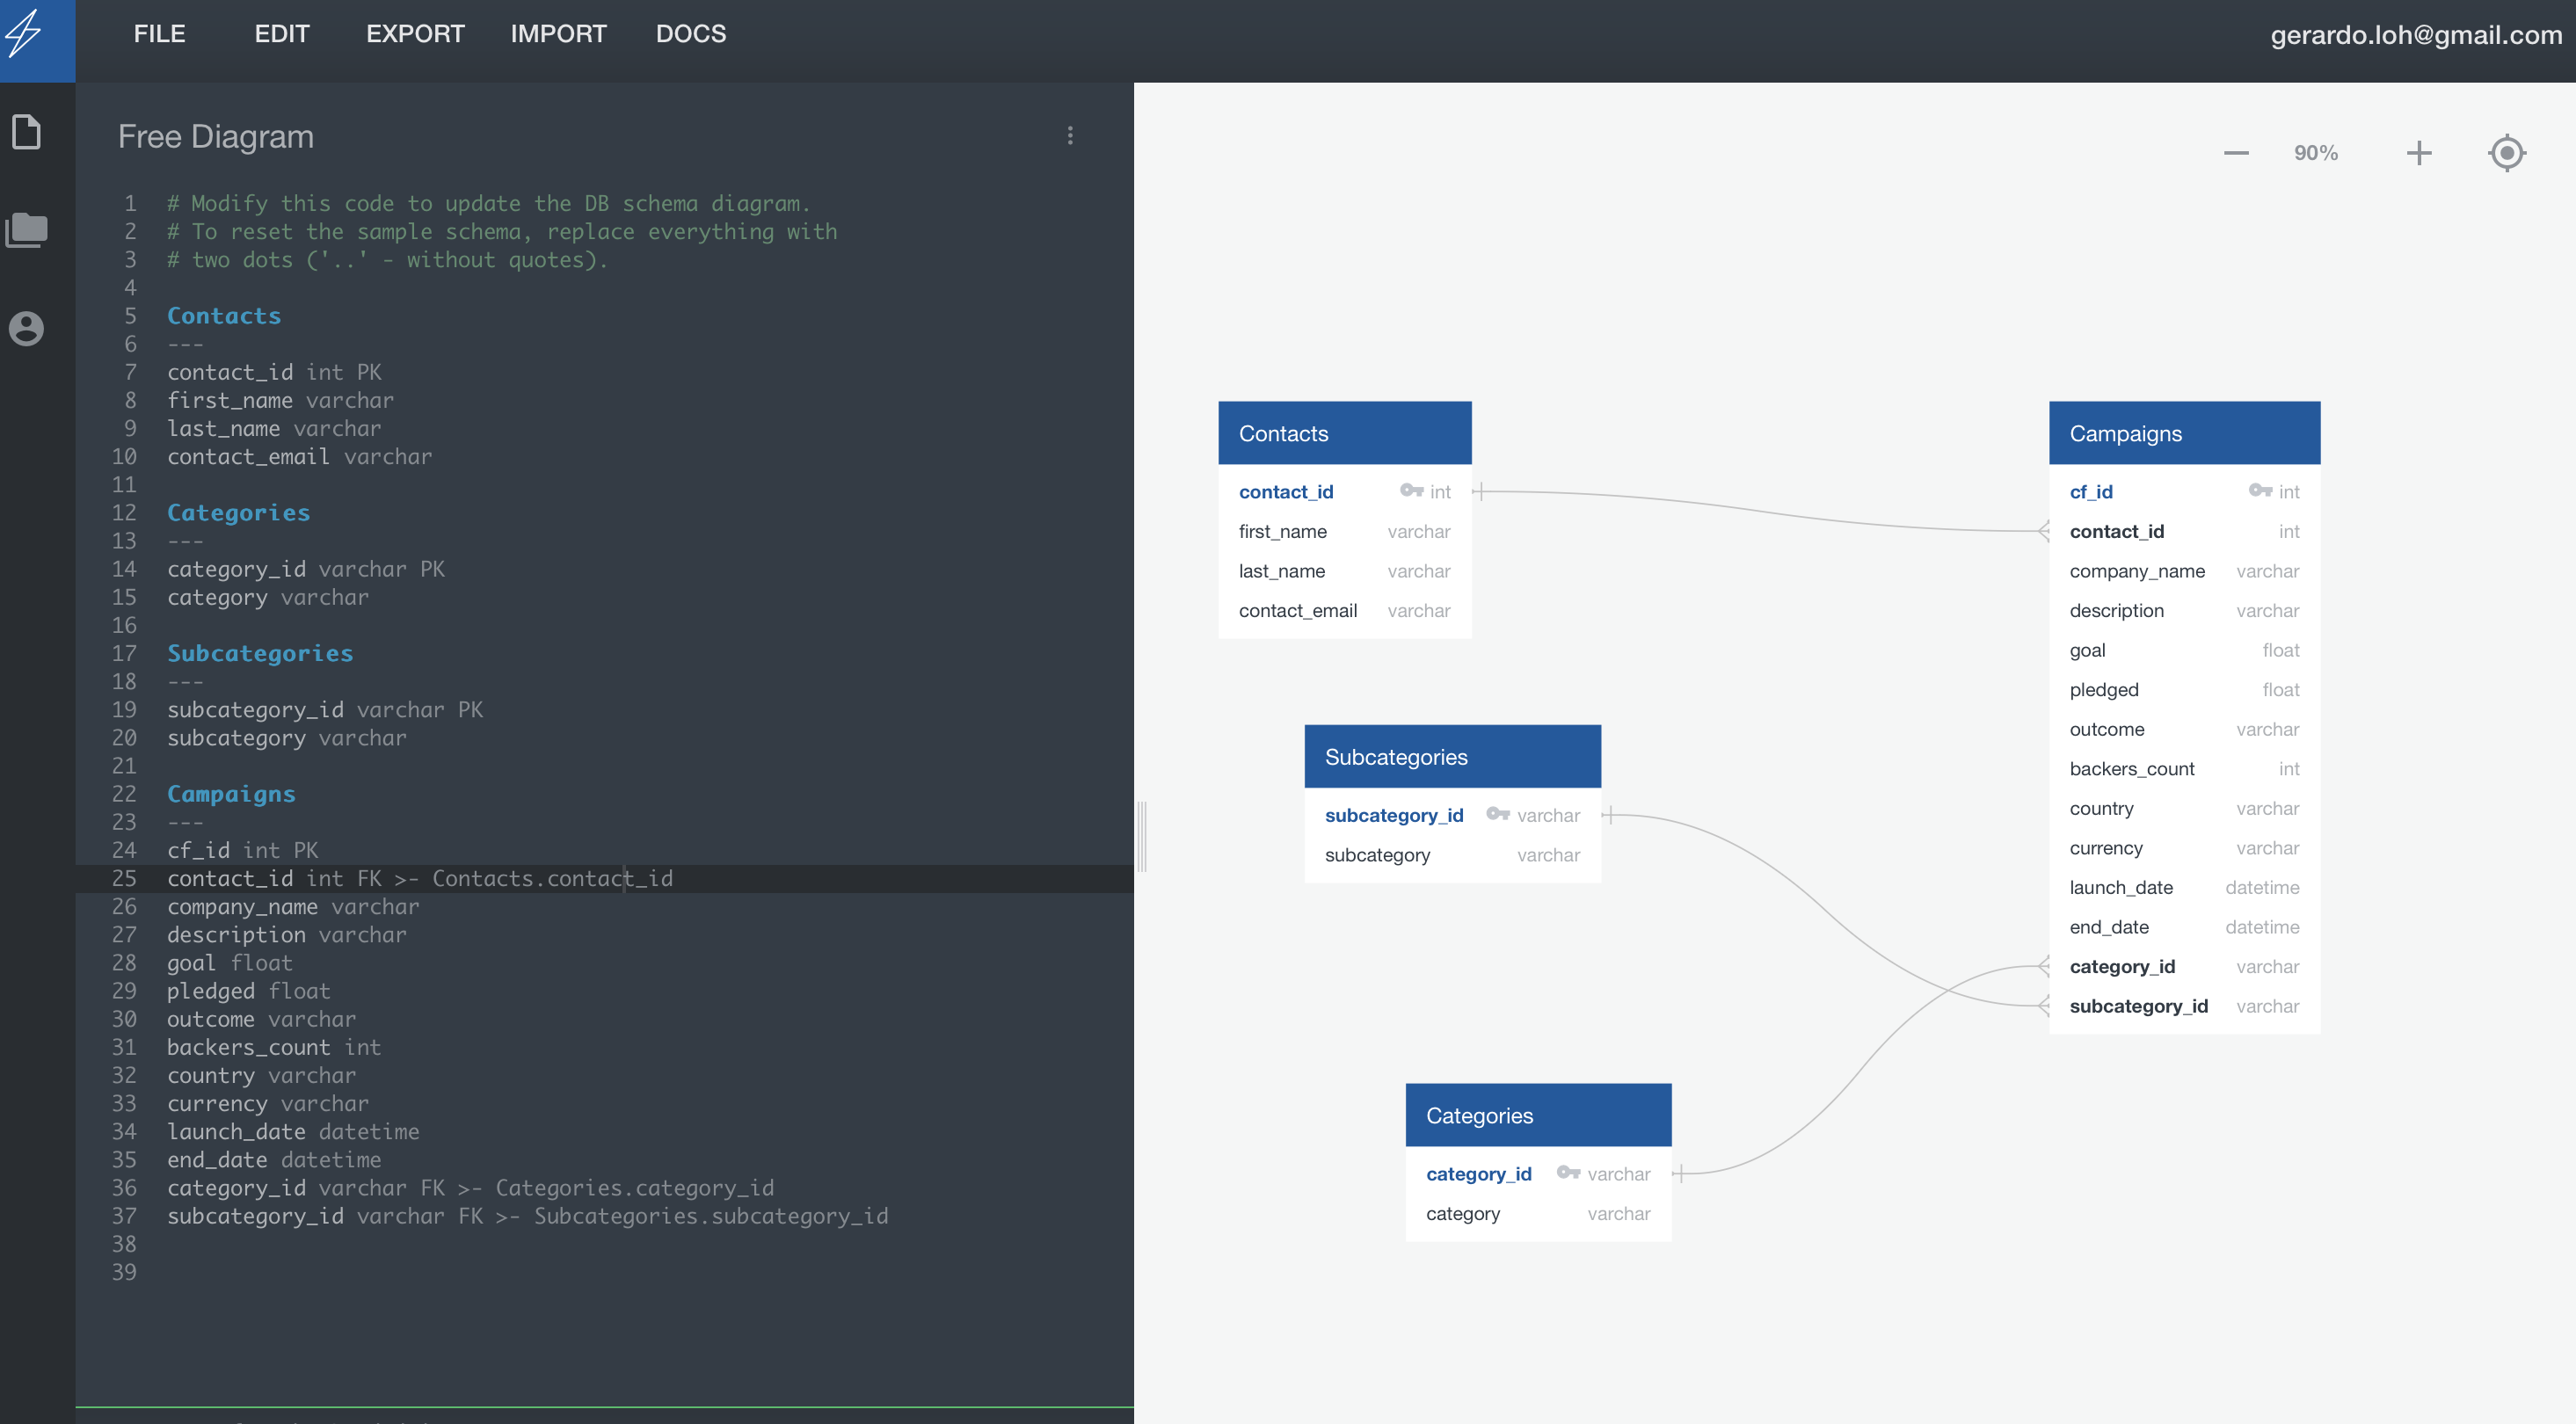 FILE EDIT EXPORT IMPORT DOCS
gerardo.loh@gmail.com
Free Diagram
1 # Modify this code to update the DB schema diagram.
2 # To reset the sample schema, replace everything with
3 # two dots ('..' - without quotes).
4
5 Contacts
6 ---
7 contact_id int PK
8 first_name varchar
9 last_name varchar
10 contact_email varchar
11
12 Categories
13 ---
14 category_id varchar PK
15 category varchar
16
17 Subcategories
18 ---
19 subcategory_id varchar PK
20 subcategory varchar
21
22 Campaigns
23 ---
24 cf_id int PK
25 contact_id int FK >- Contacts.contact_id
26 company_name varchar
27 description varchar
28 goal float
29 pledged float
30 outcome varchar
31 backers_count int
32 country varchar
33 currency varchar
34 launch_date datetime
35 end_date datetime
36 category_id varchar FK >- Categories.category_id
37 subcategory_id varchar FK >- Subcategories.subcategory_id
38
39
90%
Contacts
contact_id int
first_name varchar
last_name varchar
contact_email varchar
Subcategories
subcategory_id varchar
subcategory varchar
Categories
category_id varchar
category varchar
Campaigns
cf_id int
contact_id int
company_name varchar
description varchar
goal float
pledged float
outcome varchar
backers_count int
country varchar
currency varchar
launch_date datetime
end_date datetime
category_id varchar
subcategory_id varchar